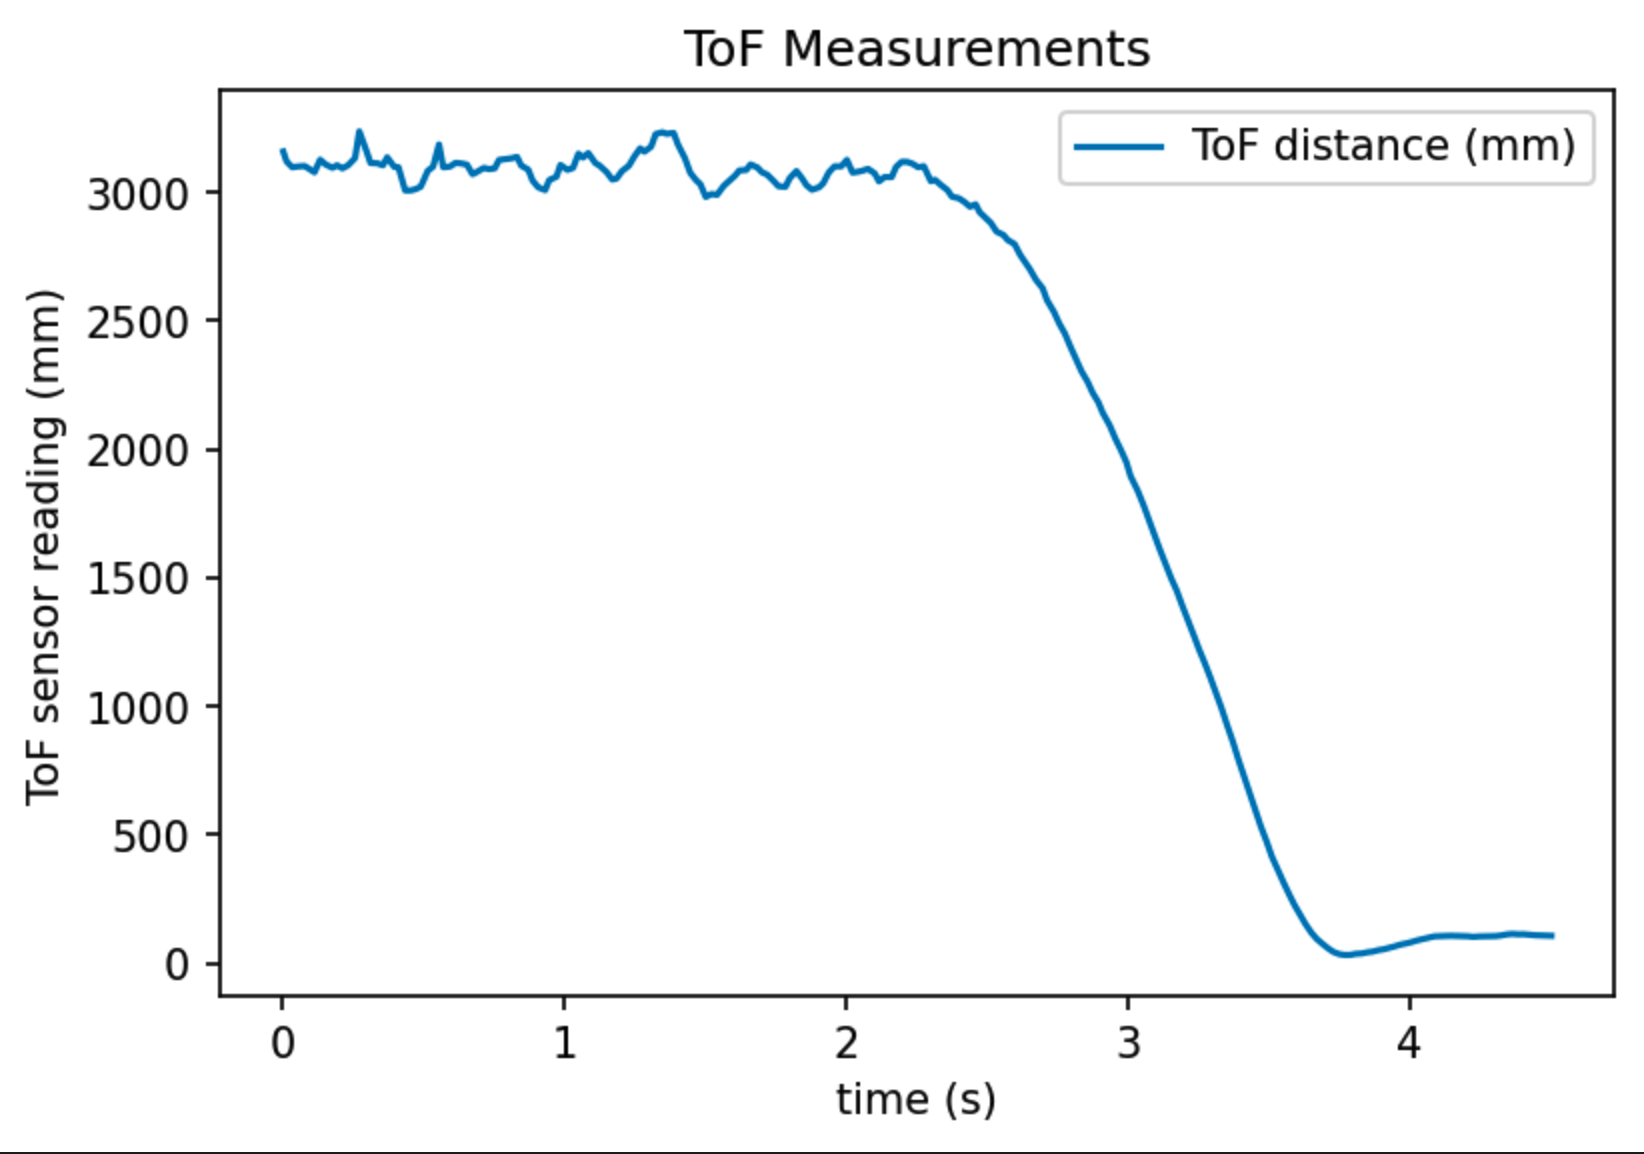 ToF Measurements
ToF distance (mm)
ToF sensor reading (mm)
3000
2500
2000
1500
1000
500
0
0 1 2 3 4
time (s)